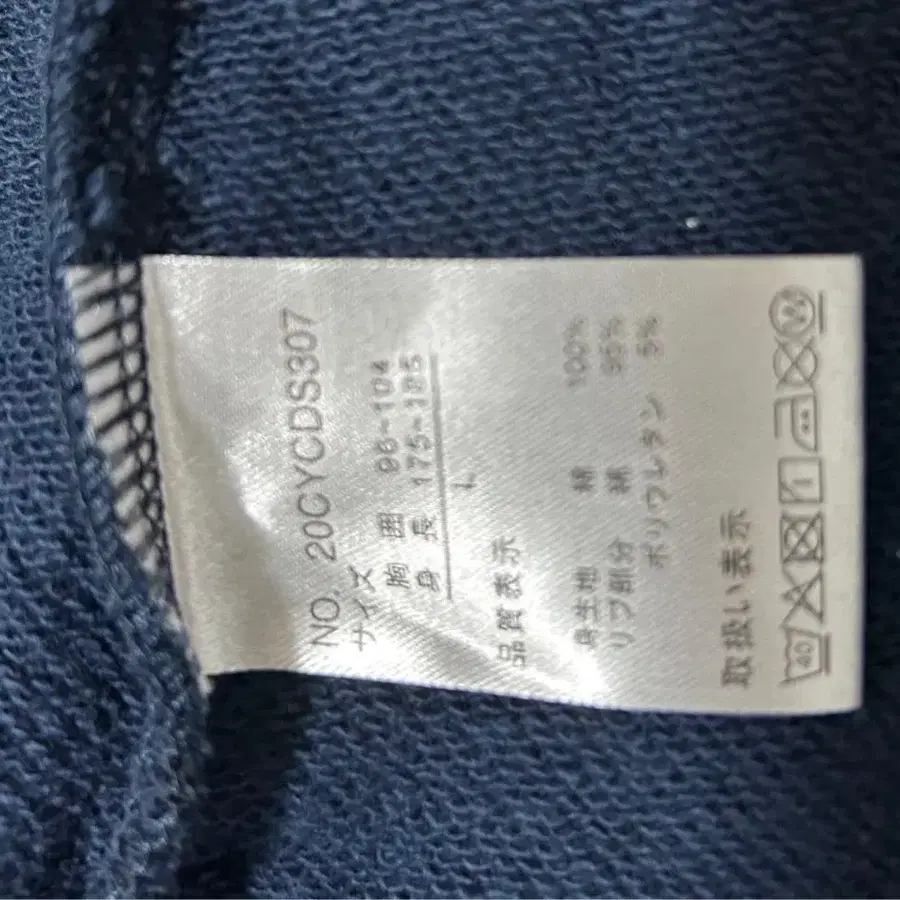 NO. 20CYCDS307
サイズ
胸囲 96~104
身長 175~185
L
品質表示
身生地 綿 100%
リブ部分 綿 95%
ポリウレタン 5%
取扱い表示
40